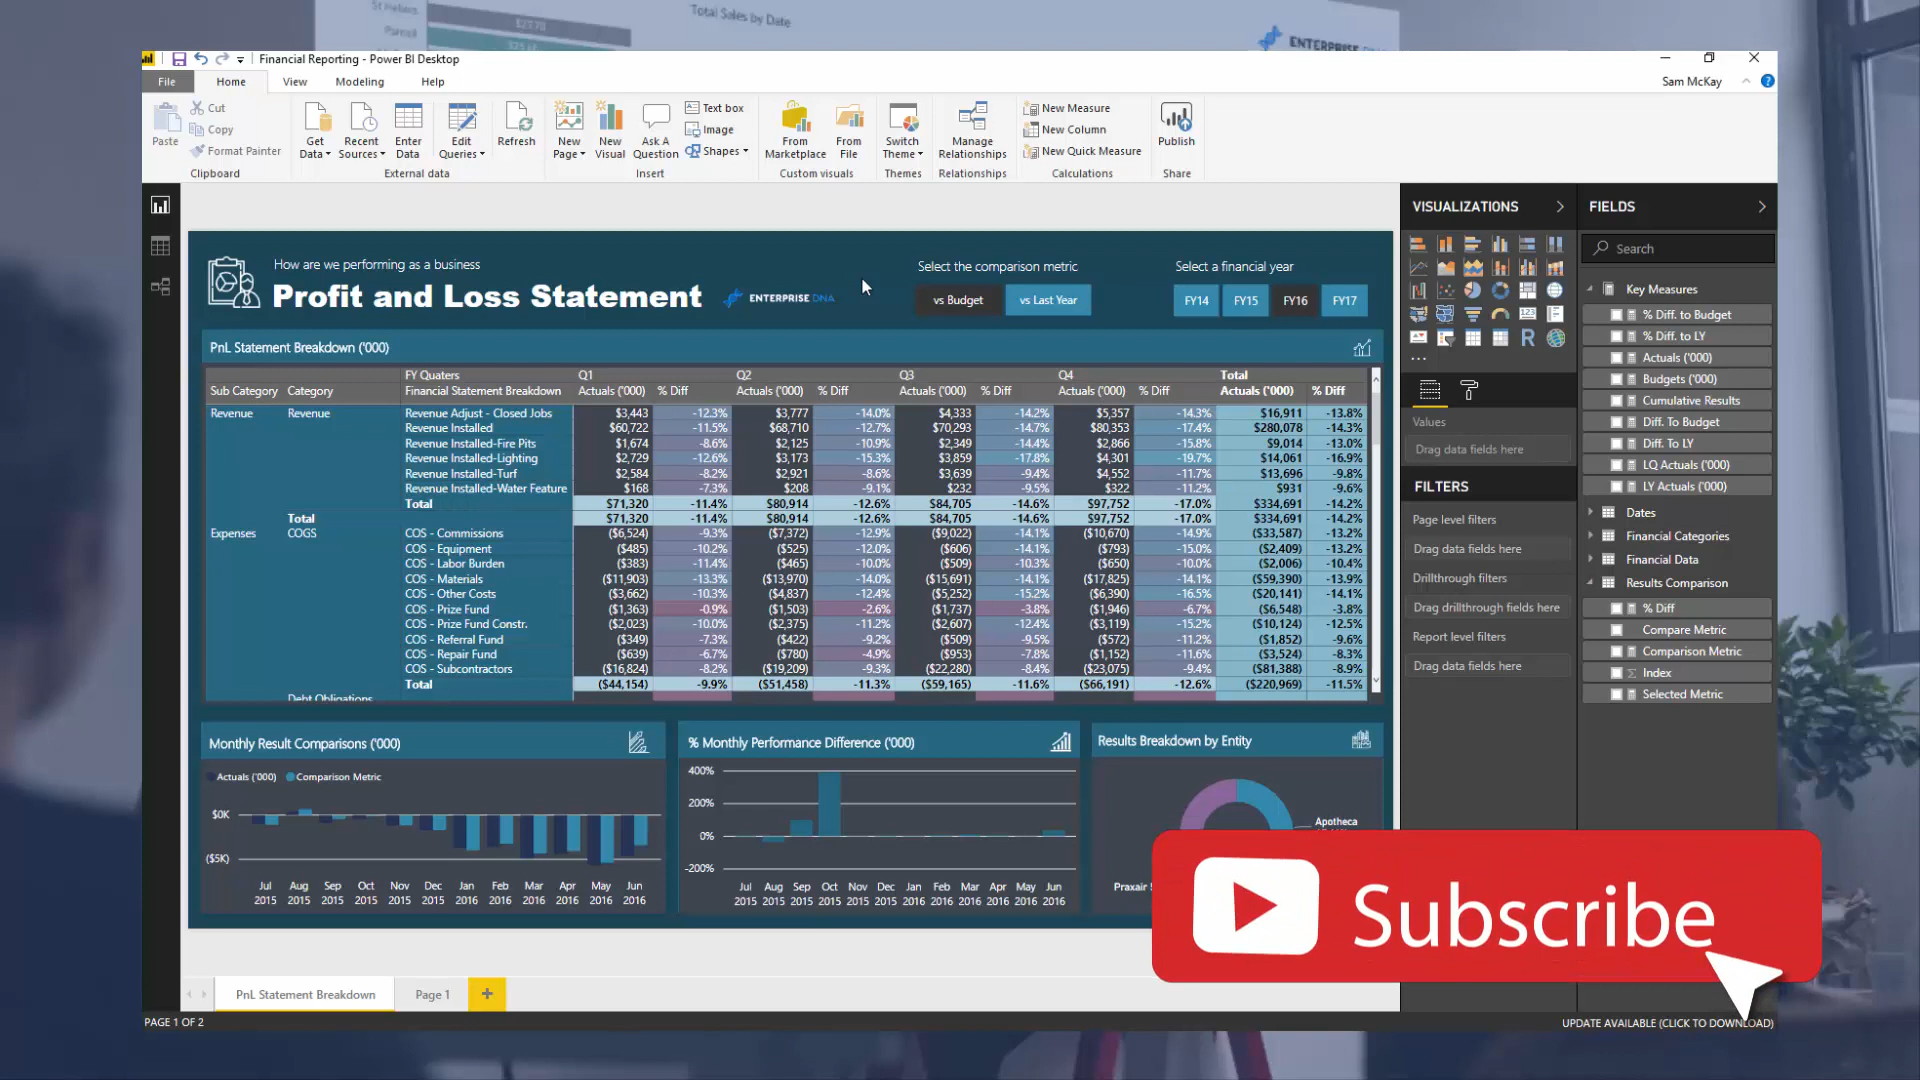 St Heliers
$29.70
Parnell
Total Sales by Date
ENTERPRISE DNA
Financial Reporting - Power BI Desktop
File Home View Modeling Help Sam McKay
Cut
Copy
Format Painter
Paste
Get Data
Recent Sources
Enter Data
Edit Queries
Refresh
New Page
New Visual
Ask A Question
Text box
Image
Shapes
From Marketplace
From File
Switch Theme
Manage Relationships
New Measure
New Column
New Quick Measure
Publish
Clipboard External data Insert Custom visuals Themes Relationships Calculations Share
How are we performing as a business
Profit and Loss Statement
ENTERPRISE DNA
Select the comparison metric
vs Budget vs Last Year
Select a financial year
FY14 FY15 FY16 FY17
PnL Statement Breakdown ('000)
FY Quaters Q1 Q2 Q3 Q4 Total
Sub Category Category Financial Statement Breakdown Actuals ('000) % Diff Actuals ('000) % Diff Actuals ('000) % Diff Actuals ('000) % Diff Actuals ('000) % Diff
Revenue Revenue Revenue Adjust - Closed Jobs $3,443 -12.3% $3,777 -14.0% $4,333 -14.2% $5,357 -14.3% $16,911 -13.8%
Revenue Installed $60,722 -11.5% $68,710 -12.7% $70,293 -14.7% $80,353 -17.4% $280,078 -14.3%
Revenue Installed-Fire Pits $1,674 -8.6% $2,125 -10.9% $2,349 -14.4% $2,866 -15.8% $9,014 -13.0%
Revenue Installed-Lighting $2,729 -12.6% $3,173 -15.3% $3,859 -17.8% $4,301 -19.7% $14,061 -16.9%
Revenue Installed-Turf $2,584 -8.2% $2,921 -8.6% $3,639 -9.4% $4,552 -11.7% $13,696 -9.8%
Revenue Installed-Water Feature $168 -7.3% $208 -9.1% $232 -9.5% $322 -11.2% $931 -9.6%
Total $71,320 -11.4% $80,914 -12.6% $84,705 -14.6% $97,752 -17.0% $334,691 -14.2%
Total $71,320 -11.4% $80,914 -12.6% $84,705 -14.6% $97,752 -17.0% $334,691 -14.2%
Expenses COGS COS - Commissions ($6,524) -9.3% ($7,372) -12.9% ($9,022) -14.1% ($10,670) -14.9% ($33,587) -13.2%
COS - Equipment ($485) -10.2% ($525) -12.0% ($606) -14.1% ($793) -15.0% ($2,409) -13.2%
COS - Labor Burden ($383) -11.4% ($465) -10.0% ($509) -10.3% ($650) -10.0% ($2,006) -10.4%
COS - Materials ($11,903) -13.3% ($13,970) -14.0% ($15,691) -14.1% ($17,825) -14.1% ($59,390) -13.9%
COS - Other Costs ($3,662) -10.3% ($4,837) -12.4% ($5,252) -15.2% ($6,390) -16.5% ($20,141) -14.1%
COS - Prize Fund ($1,363) -0.9% ($1,503) -2.6% ($1,737) -3.8% ($1,946) -6.7% ($6,548) -3.8%
COS - Prize Fund Constr. ($2,023) -10.0% ($2,375) -11.2% ($2,607) -12.4% ($3,119) -15.2% ($10,124) -12.5%
COS - Referral Fund ($349) -7.3% ($422) -9.2% ($509) -9.5% ($572) -11.2% ($1,852) -9.6%
COS - Repair Fund ($639) -6.7% ($780) -4.9% ($953) -7.8% ($1,152) -11.6% ($3,524) -8.3%
COS - Subcontractors ($16,824) -8.2% ($19,209) -9.3% ($22,280) -8.4% ($23,075) -9.4% ($81,388) -8.9%
Total ($44,154) -9.9% ($51,458) -11.3% ($59,165) -11.6% ($66,191) -12.6% ($220,969) -11.5%
Debt Obligations
Monthly Result Comparisons ('000)
Actuals ('000) Comparison Metric
$0K
($5K)
Jul Aug Sep Oct Nov Dec Jan Feb Mar Apr May Jun
2015 2015 2015 2015 2015 2015 2016 2016 2016 2016 2016 2016
% Monthly Performance Difference ('000)
400%
200%
0%
-200%
Jul Aug Sep Oct Nov Dec Jan Feb Mar Apr May Jun
2015 2015 2015 2015 2015 2015 2016 2016 2016 2016 2016 2016
Results Breakdown by Entity
Apotheca
Praxair
VISUALIZATIONS
R
Values
Drag data fields here
FILTERS
Page level filters
Drag data fields here
Drillthrough filters
Drag drillthrough fields here
Report level filters
Drag data fields here
FIELDS
Search
Key Measures
% Diff. to Budget
% Diff. to LY
Actuals ('000)
Budgets ('000)
Cumulative Results
Diff. To Budget
Diff. To LY
LQ Actuals ('000)
LY Actuals ('000)
Dates
Financial Categories
Financial Data
Results Comparison
% Diff
Compare Metric
Comparison Metric
Index
Selected Metric
Subscribe
PnL Statement Breakdown Page 1 +
PAGE 1 OF 2
UPDATE AVAILABLE (CLICK TO DOWNLOAD)